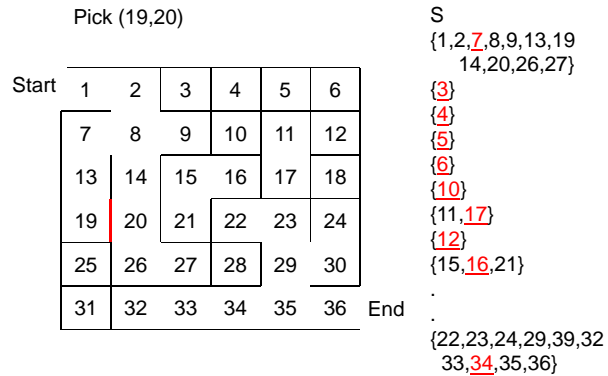 Pick (19,20)
S
{1,2,7,8,9,13,19
14,20,26,27}
Start
1 2 3 4 5 6
{3}
{4}
7 8 9 10 11 12
{5}
{6}
13 14 15 16 17 18
{10}
{11,17}
19 20 21 22 23 24
{12}
25 26 27 28 29 30
{15,16,21}
31 32 33 34 35 36
End
.
.
{22,23,24,29,39,32
33,34,35,36}